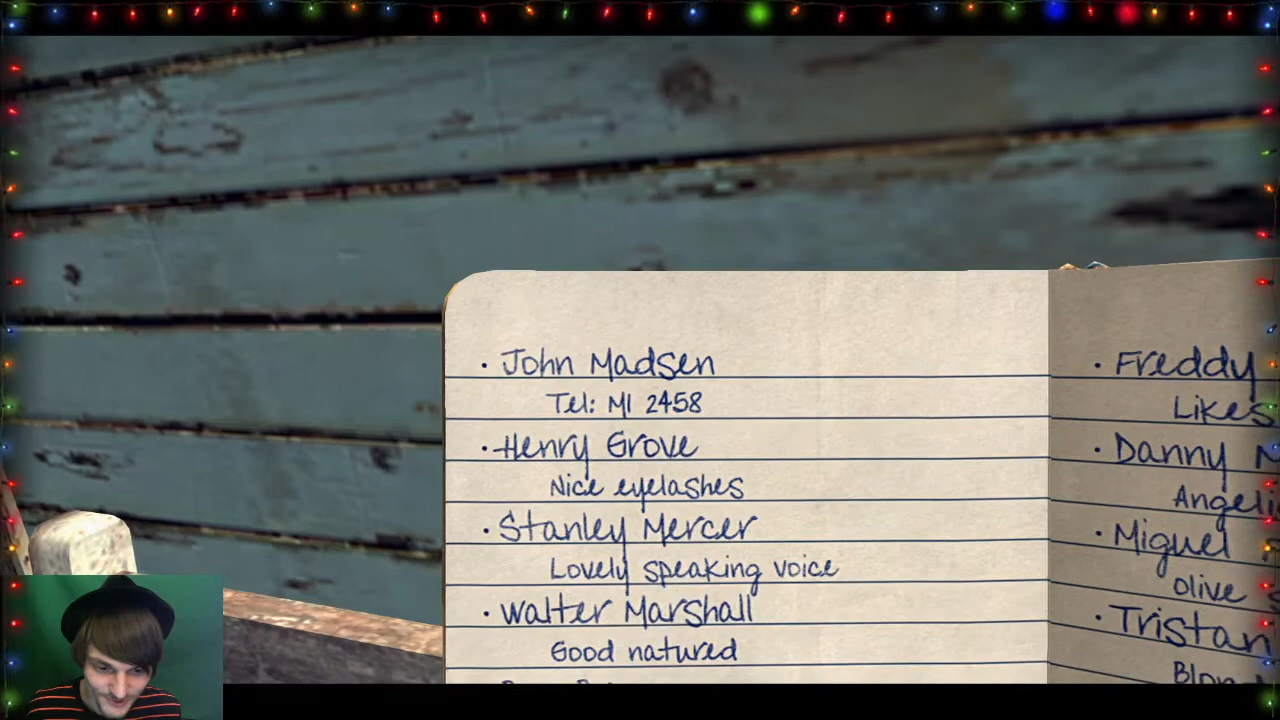 · John Madsen
Tel: MI 2458
· Henry Grove
Nice eyelashes
· Stanley Mercer
Lovely speaking voice
· Walter Marshall
Good natured
· Freddy
Likes
· Danny
· Miguel
olive
· Tristan